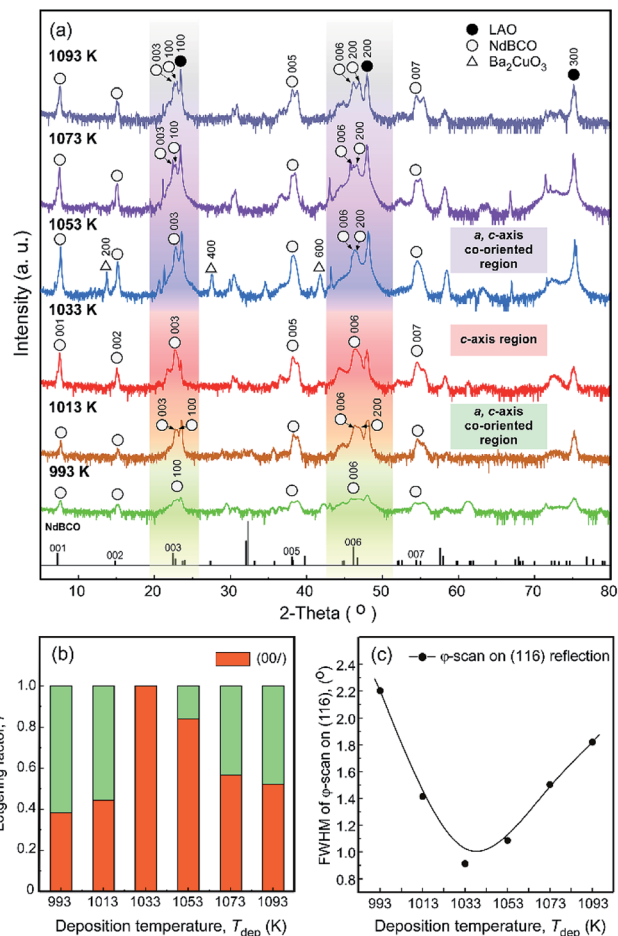 (a)
LAO
NdBCO
Ba2CuO3
1093 K
003
100
100
006
200
200
005
007
300
1073 K
003
100
006
200
1053 K
200
003
400
600
006
200
a, c-axis
co-oriented
region
1033 K
001
002
003
005
006
007
c-axis region
1013 K
003
100
006
200
a, c-axis
co-oriented
region
993 K
100
006
NdBCO
001
002
003
005
006
007
Intensity (a. u.)
10 20 30 40 50 60 70 80
2-Theta ( O )
(b)
(00l)
1.0
0.8
0.6
0.4
0.2
0
factor,
993 1013 1033 1053 1073 1093
Deposition temperature, Tdep (K)
(c)
φ-scan on (116) reflection
FWHM of φ-scan on (116), (O)
2.4
2.2
2.0
1.8
1.6
1.4
1.2
1.0
0.8
993 1013 1033 1053 1073 1093
Deposition temperature, Tdep (K)